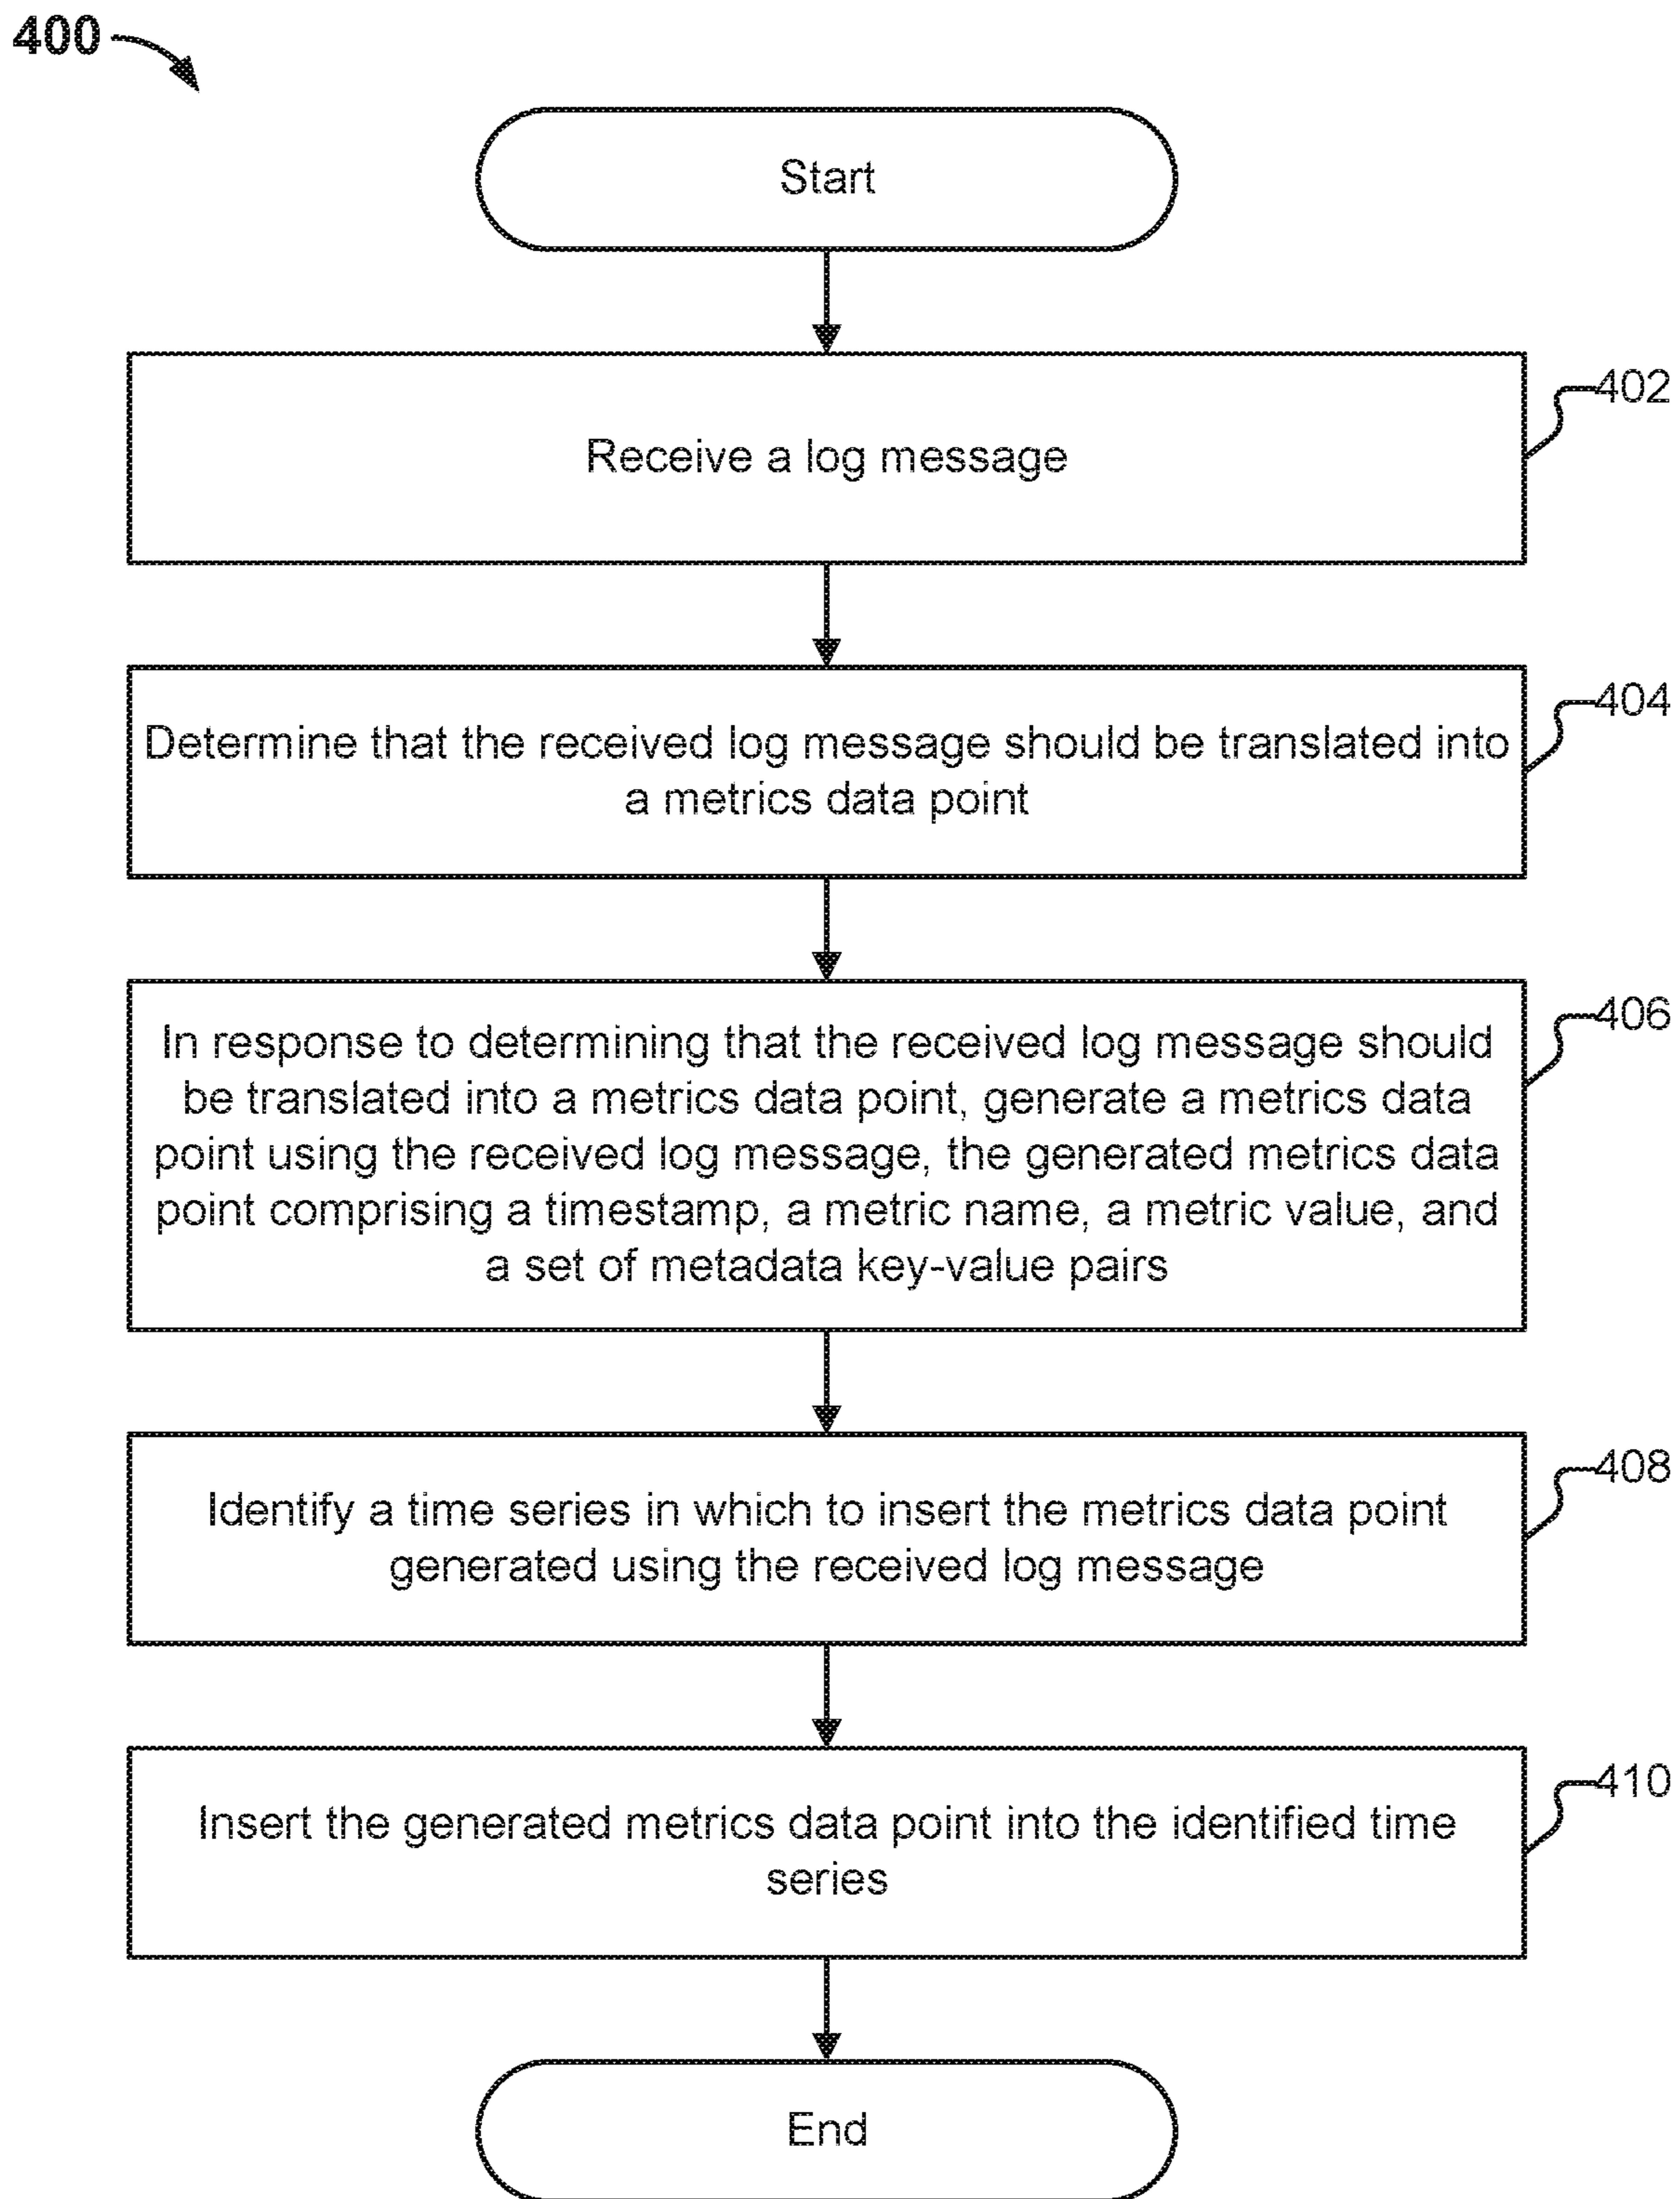 400
Start
Receive a log message
402
Determine that the received log message should be translated into
a metrics data point
404
In response to determining that the received log message should
be translated into a metrics data point, generate a metrics data
point using the received log message, the generated metrics data
point comprising a timestamp, a metric name, a metric value, and
a set of metadata key-value pairs
406
Identify a time series in which to insert the metrics data point
generated using the received log message
408
Insert the generated metrics data point into the identified time
series
410
End